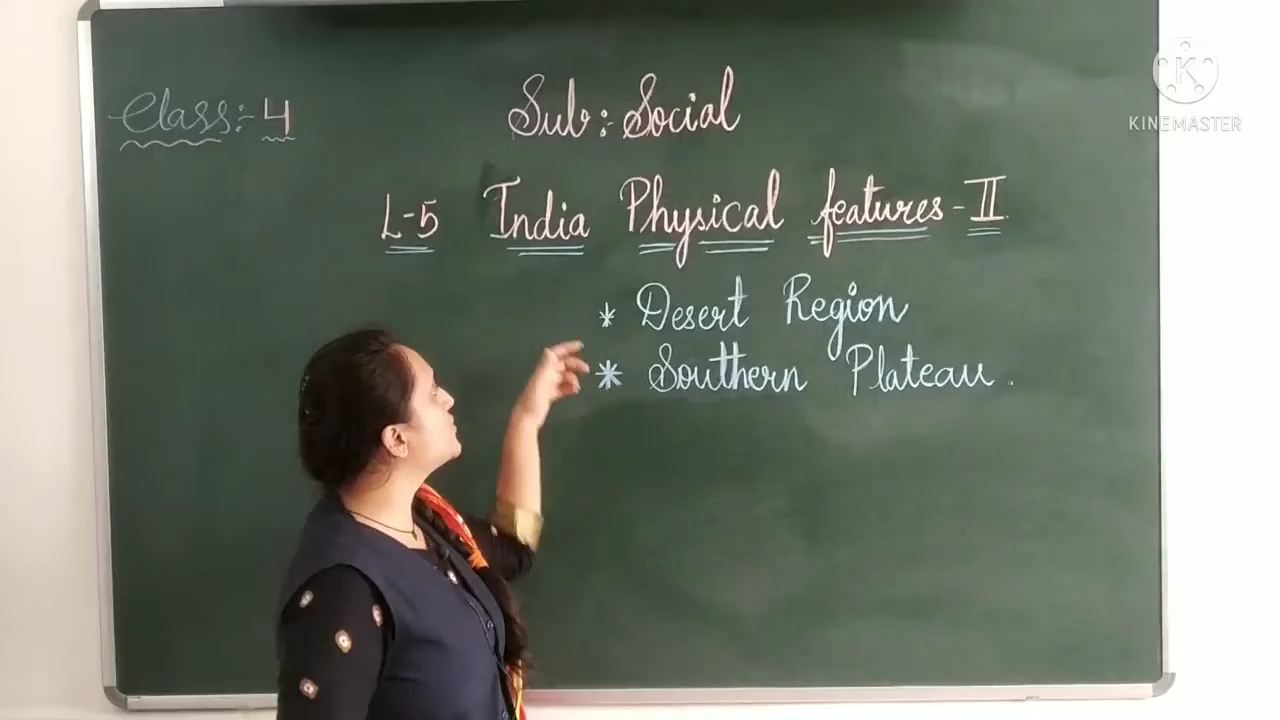 Class:- 4
Sub:- Social
L-5 India Physical features - II
* Desert Region
* Southern Plateau.
K
KINEMASTER